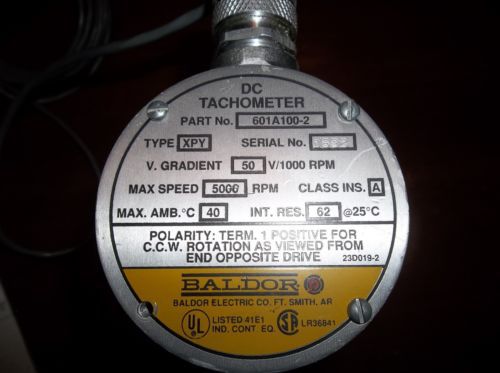 DC
TACHOMETER
PART No. 601A100-2
TYPE XPY SERIAL No.
V. GRADIENT 50 V/1000 RPM
MAX SPEED 5000 RPM CLASS INS. A
MAX. AMB.°C 40 INT. RES. 62 @25°C
POLARITY: TERM. 1 POSITIVE FOR
C.C.W. ROTATION AS VIEWED FROM
END OPPOSITE DRIVE 23D019-2
BALDOR
BALDOR ELECTRIC CO. FT. SMITH, AR
UL LISTED 41E1 SA LR36841
IND. CONT. EQ.